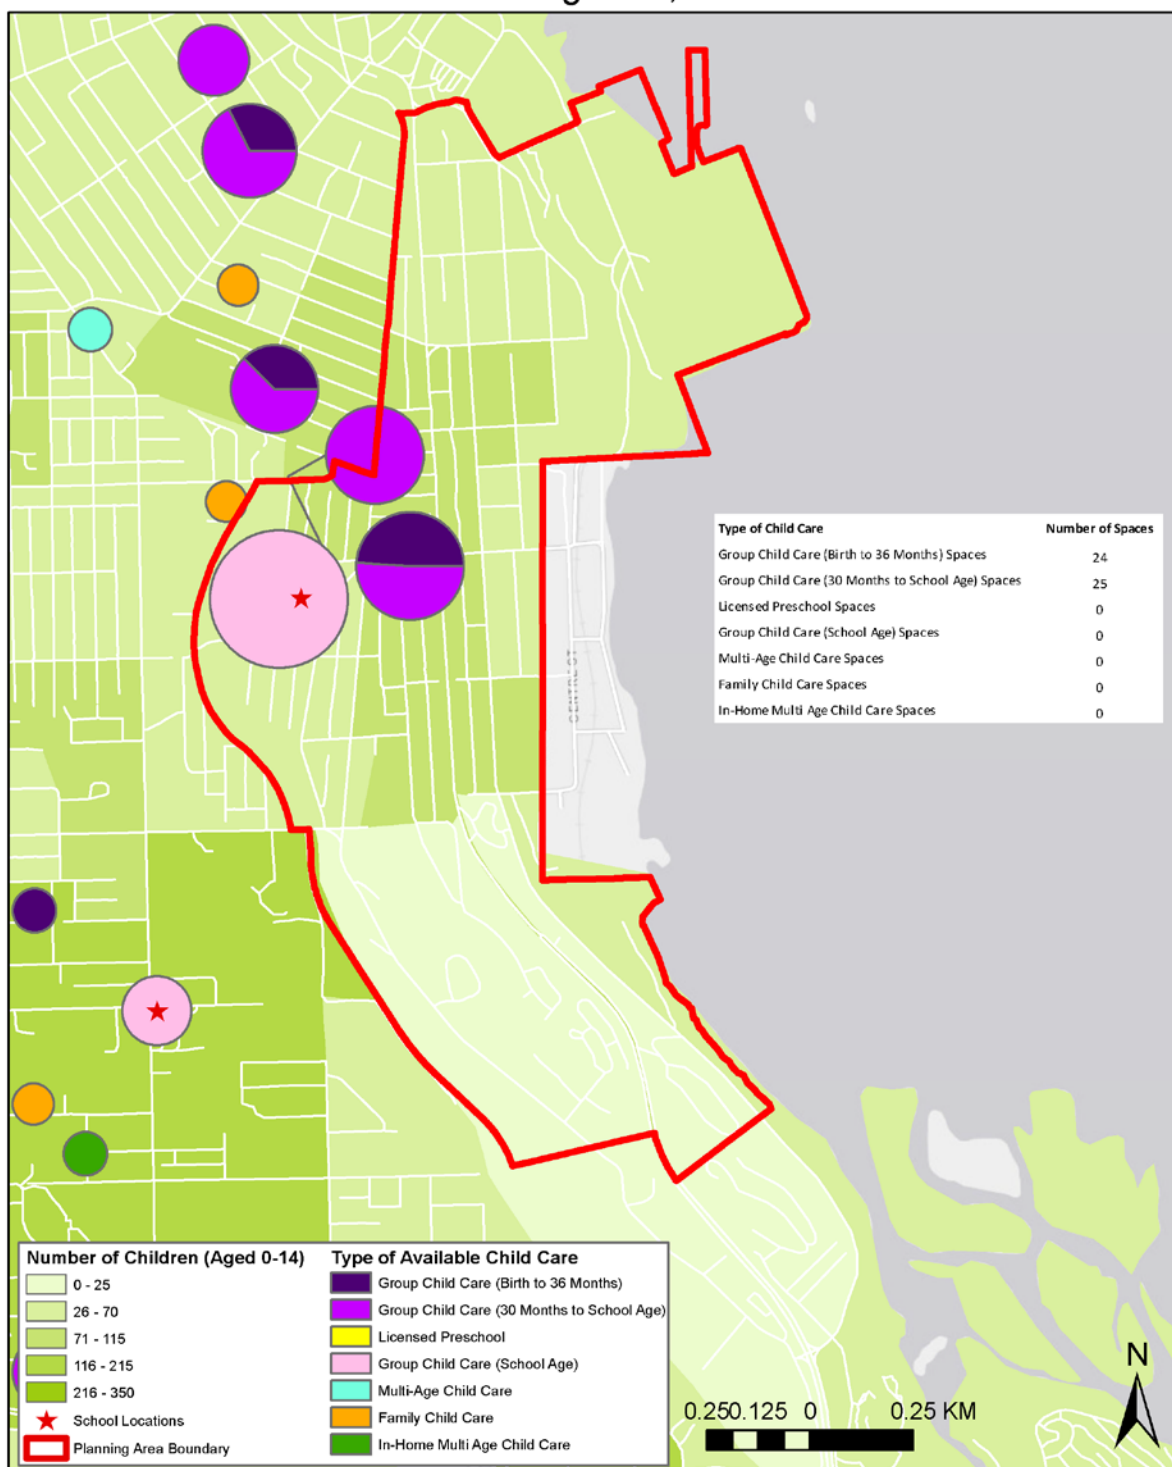 Type of Child Care Number of Spaces
Group Child Care (Birth to 36 Months) Spaces 24
Group Child Care (30 Months to School Age) Spaces 25
Licensed Preschool Spaces 0
Group Child Care (School Age) Spaces 0
Multi-Age Child Care Spaces 0
Family Child Care Spaces 0
In-Home Multi Age Child Care Spaces 0
Number of Children (Aged 0-14)
0 - 25
26 - 70
71 - 115
116 - 215
216 - 350
School Locations
Planning Area Boundary
Type of Available Child Care
Group Child Care (Birth to 36 Months)
Group Child Care (30 Months to School Age)
Licensed Preschool
Group Child Care (School Age)
Multi-Age Child Care
Family Child Care
In-Home Multi Age Child Care
0.25 0.125 0 0.25 KM
N